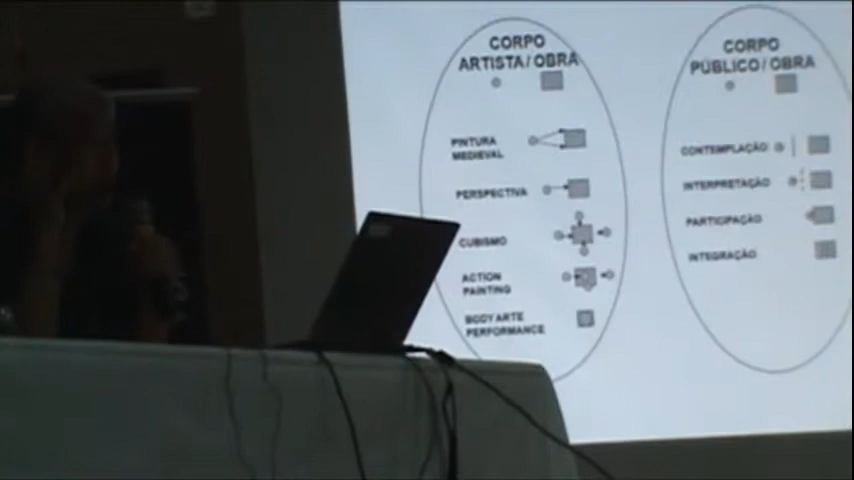 CORPO
ARTISTA/OBRA
PINTURA
MEDIEVAL
PERSPECTIVA
CUBISMO
ACTION
PAINTING
BODY ARTE
PERFORMANCE
CORPO
PÚBLICO/OBRA
CONTEMPLAÇÃO
INTERPRETAÇÃO
PARTICIPAÇÃO
INTEGRAÇÃO